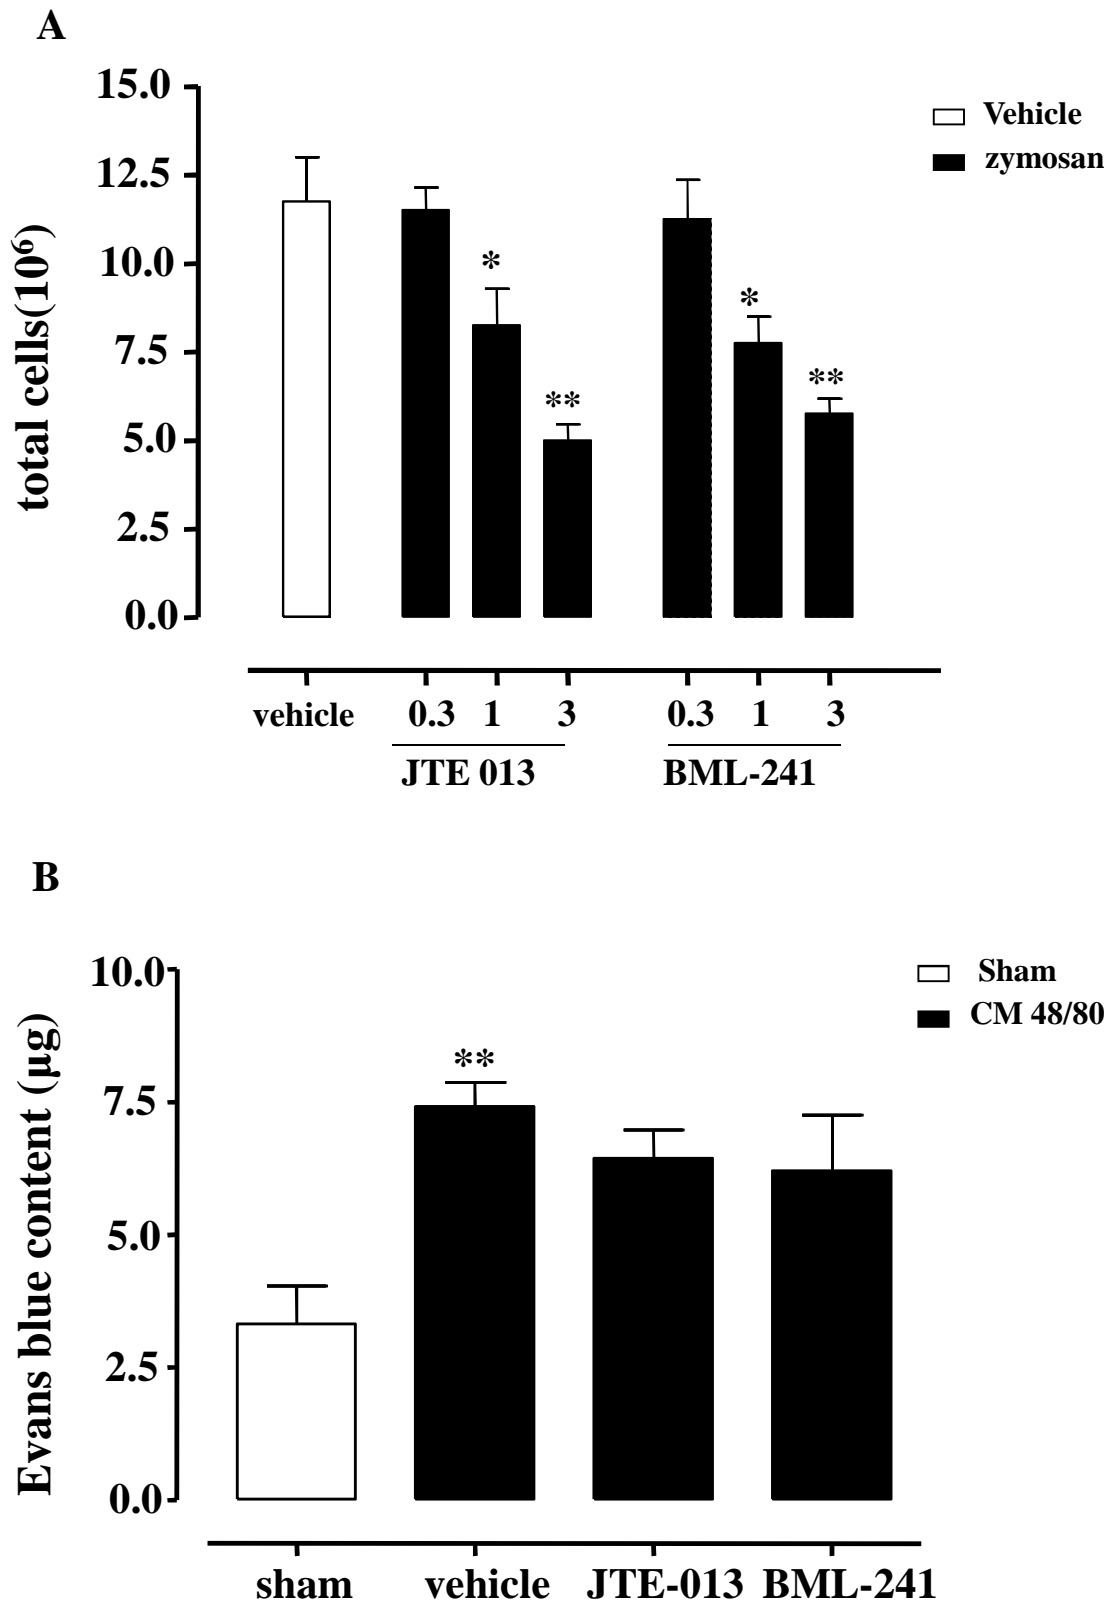 A
15.0
12.5
10.0
7.5
5.0
2.5
0.0
total cells(10⁶)
Vehicle
zymosan
*
**
*
**
vehicle 0.3 1 3 0.3 1 3
JTE 013 BML-241
B
10.0
7.5
5.0
2.5
0.0
Evans blue content (µg)
Sham
CM 48/80
**
sham vehicle JTE-013 BML-241